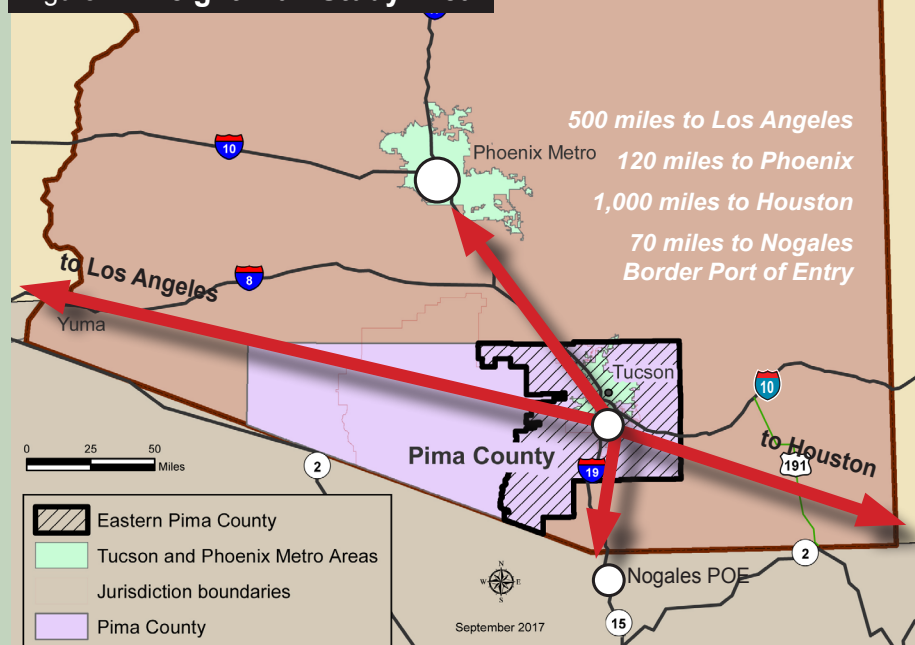 Phoenix Metro
500 miles to Los Angeles
120 miles to Phoenix
1,000 miles to Houston
70 miles to Nogales
Border Port of Entry
10
to Los Angeles
8
Yuma
Tucson
10
Pima County
to Houston
191
19
2
0 25 50
Miles
2
Nogales POE
15
September 2017
N
W E
S
Eastern Pima County
Tucson and Phoenix Metro Areas
Jurisdiction boundaries
Pima County